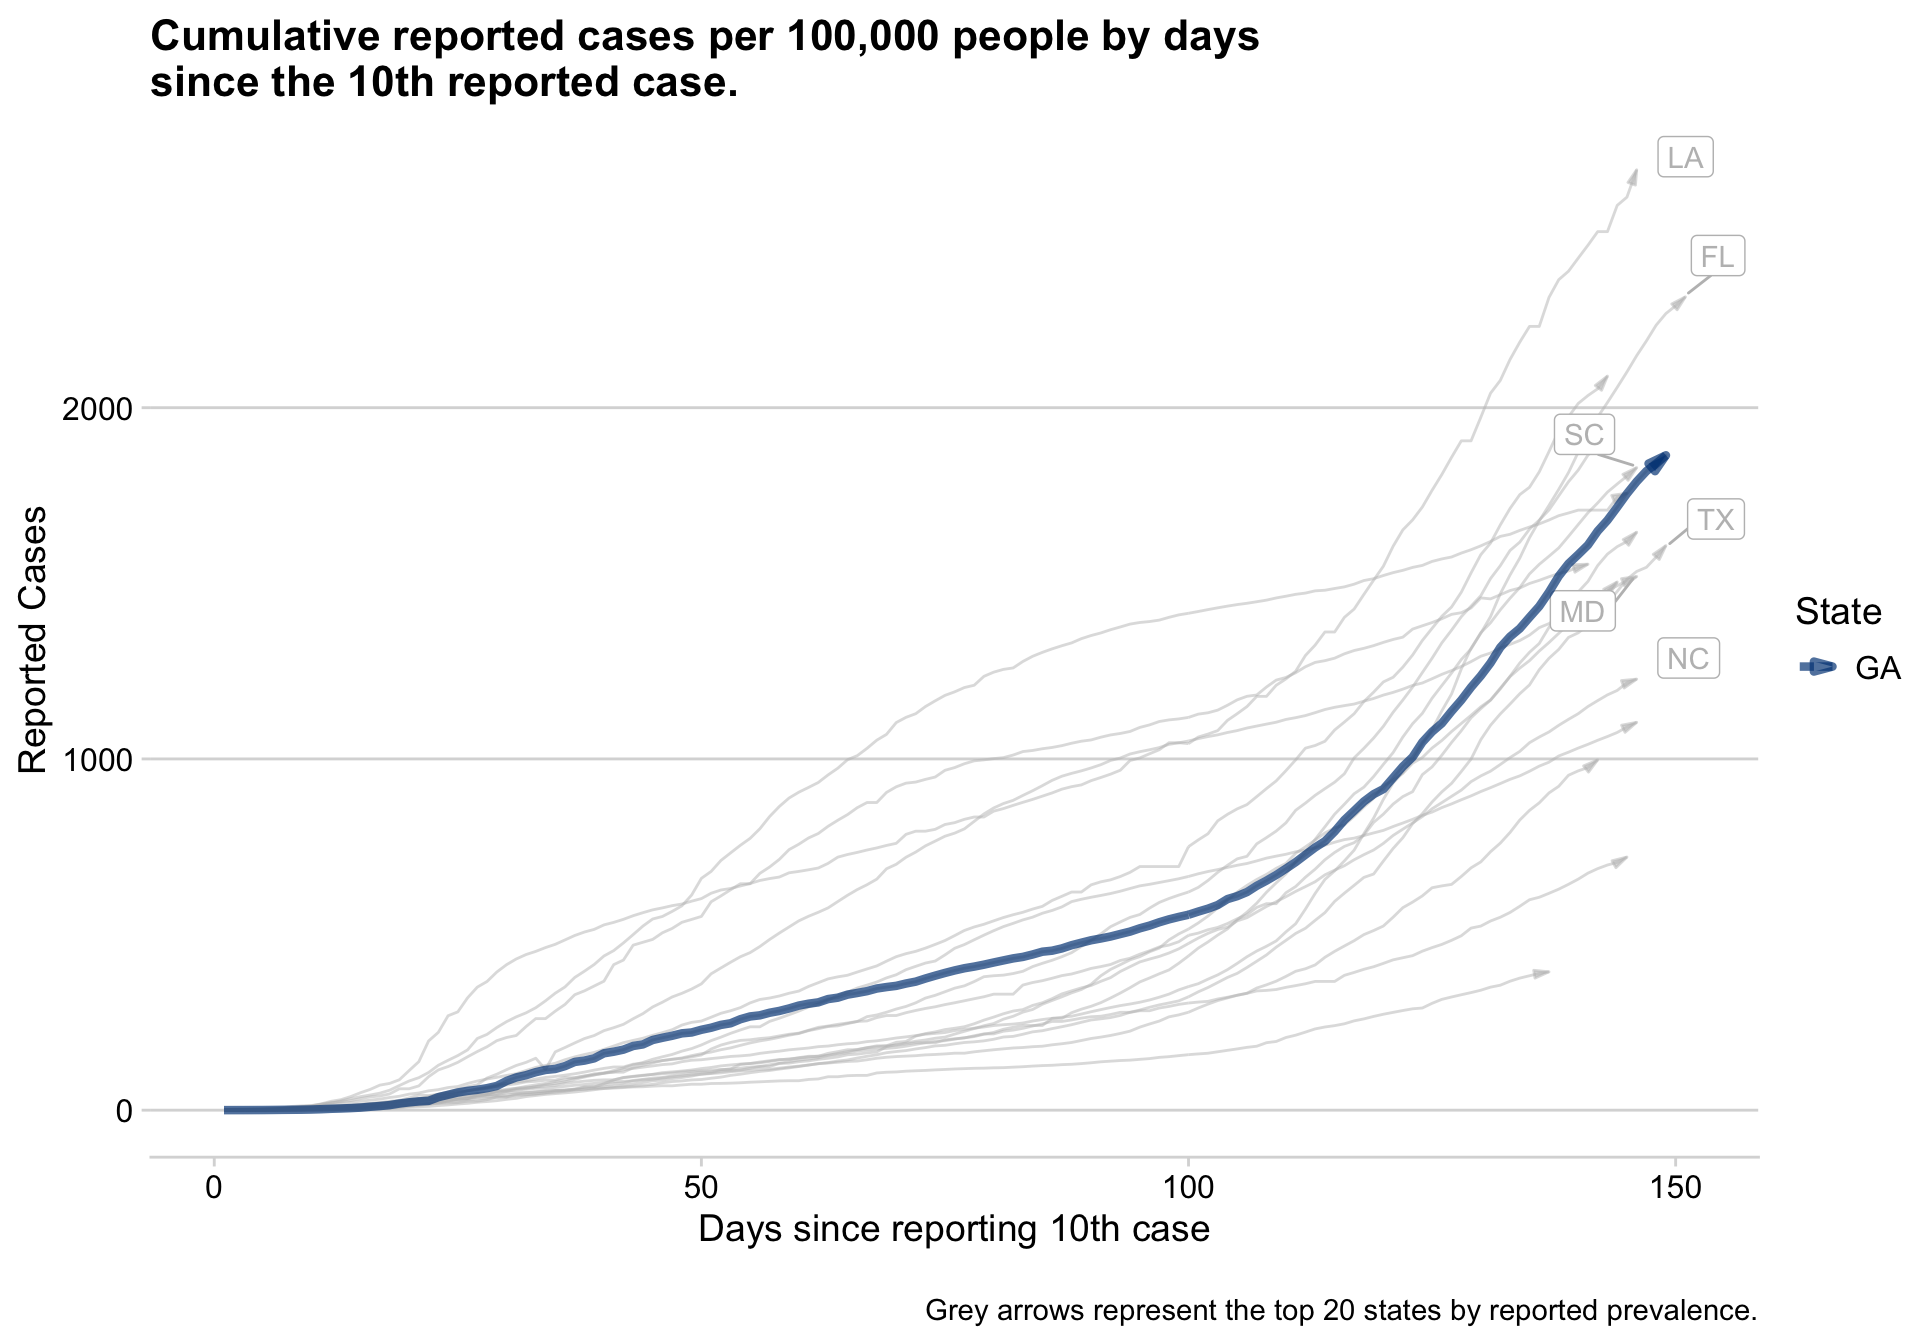 Cumulative reported cases per 100,000 people by days
since the 10th reported case.
LA
FL
2000
SC
TX
Reported Cases
MD
State
NC
GA
1000
0
0 50 100 150
Days since reporting 10th case
Grey arrows represent the top 20 states by reported prevalence.